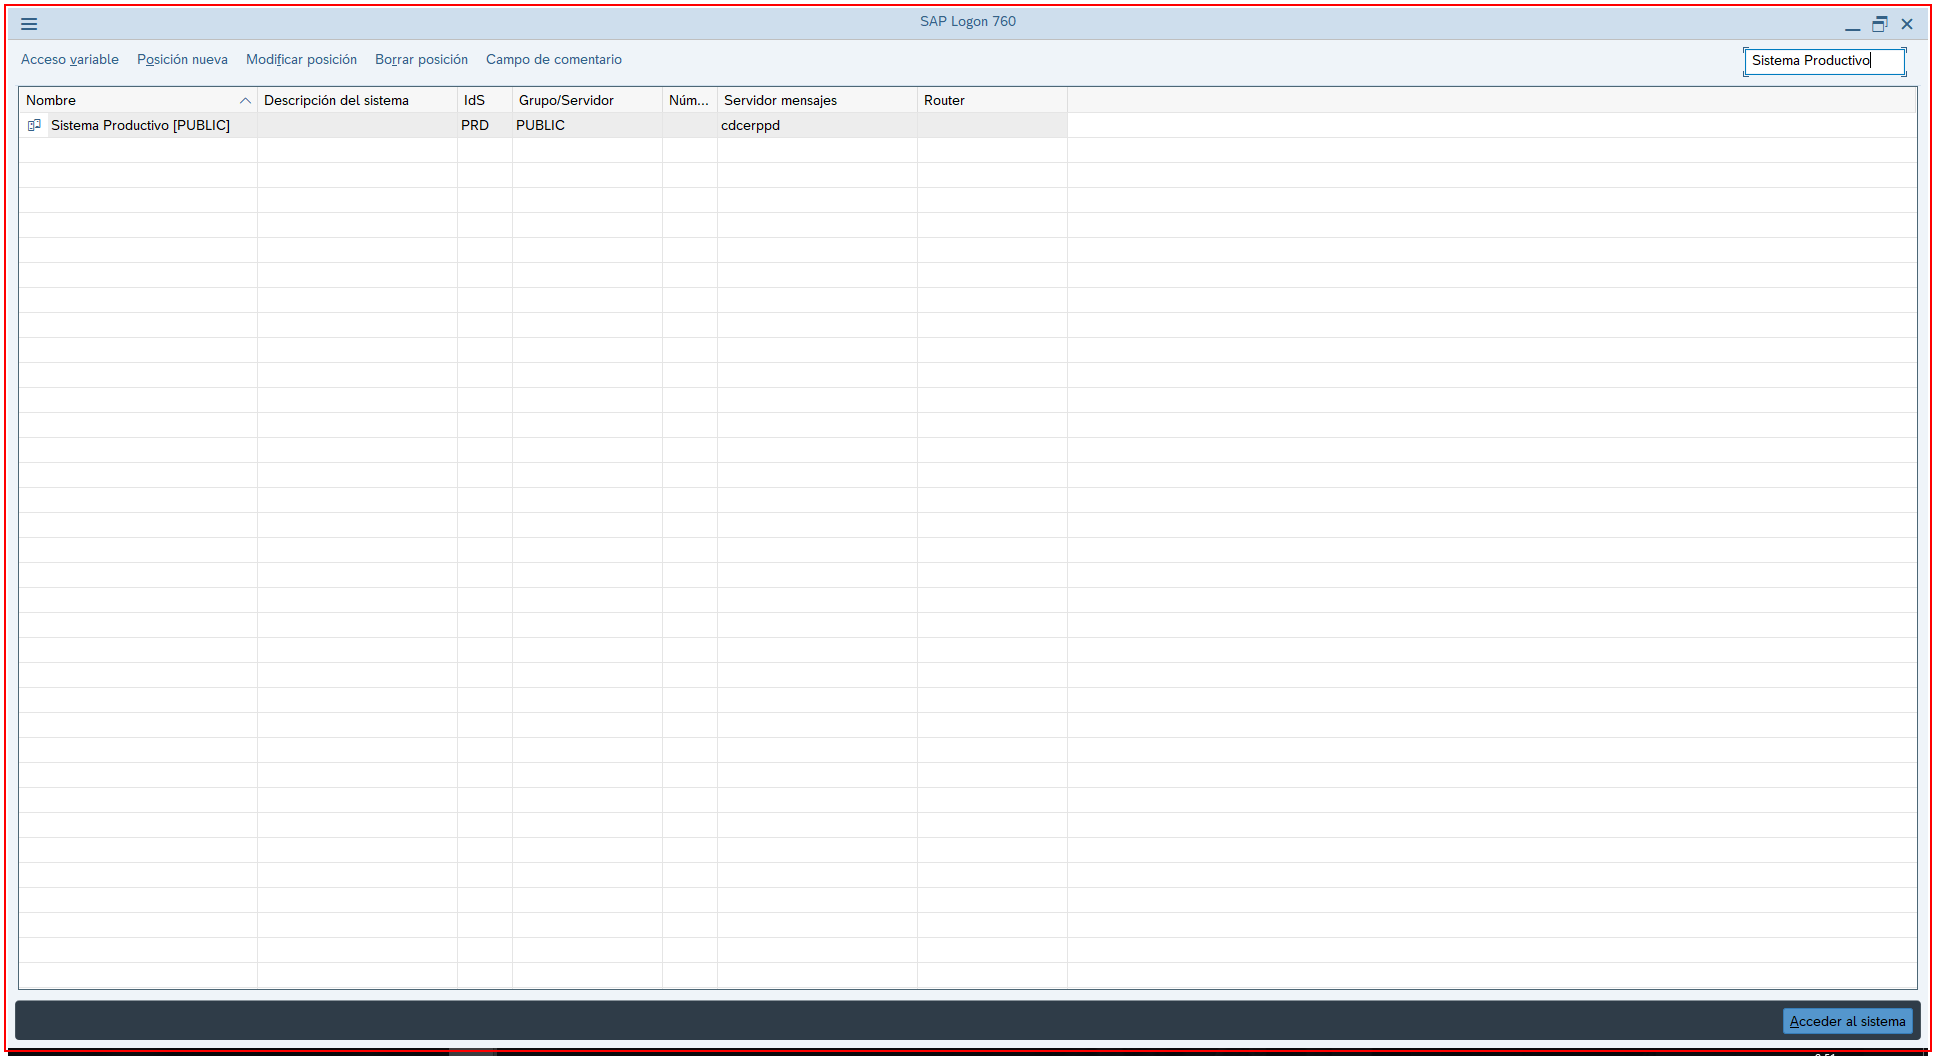 SAP Logon 760
Acceso variable Posición nueva Modificar posición Borrar posición Campo de comentario Sistema Productivo
Nombre Descripción del sistema IdS Grupo/Servidor Núm... Servidor mensajes Router
Sistema Productivo [PUBLIC] PRD PUBLIC cdcerppd
Acceder al sistema